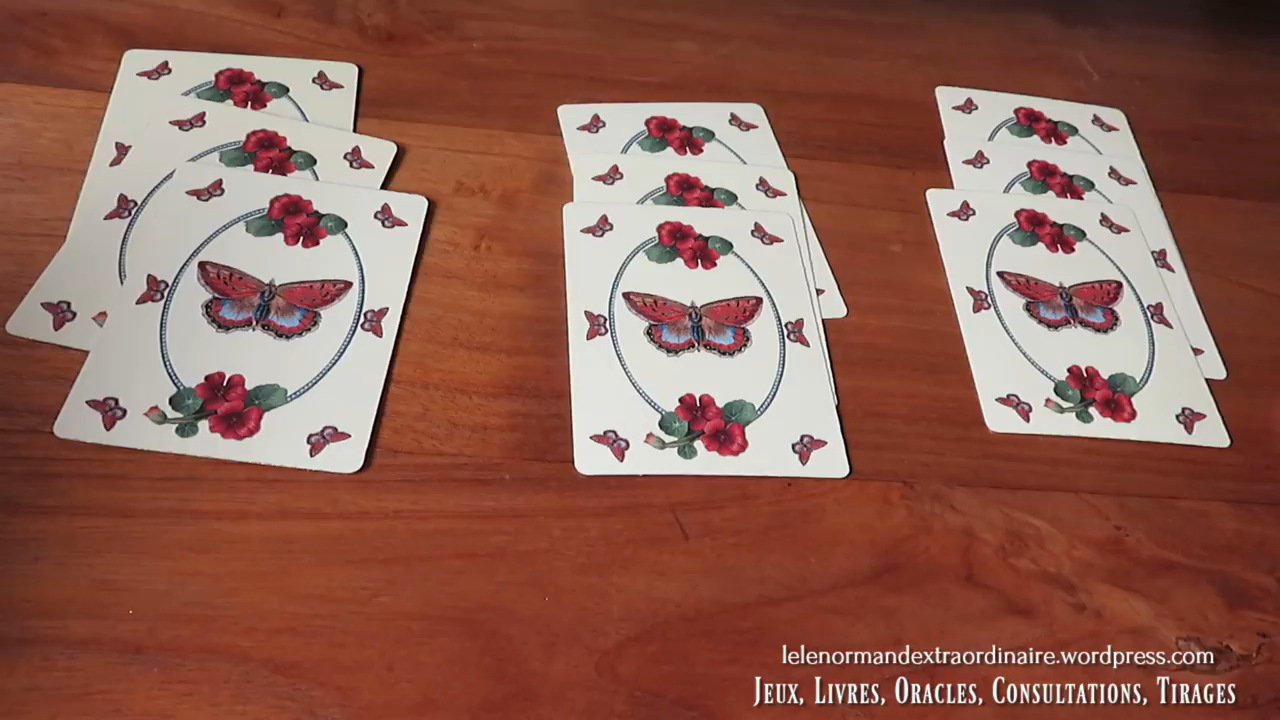 lelenormandextraordinaire.wordpress.com
Jeux, Livres, Oracles, Consultations, Tirages